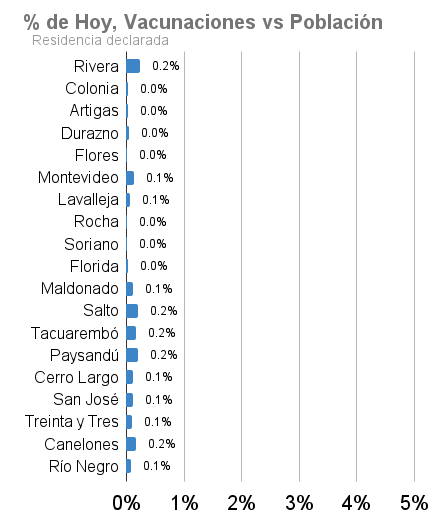 % de Hoy, Vacunaciones vs Población
Residencia declarada
Rivera 0.2%
Colonia 0.0%
Artigas 0.0%
Durazno 0.0%
Flores 0.0%
Montevideo 0.1%
Lavalleja 0.1%
Rocha 0.0%
Soriano 0.0%
Florida 0.0%
Maldonado 0.1%
Salto 0.2%
Tacuarembó 0.2%
Paysandú 0.2%
Cerro Largo 0.1%
San José 0.1%
Treinta y Tres 0.1%
Canelones 0.2%
Río Negro 0.1%
0% 1% 2% 3% 4% 5%